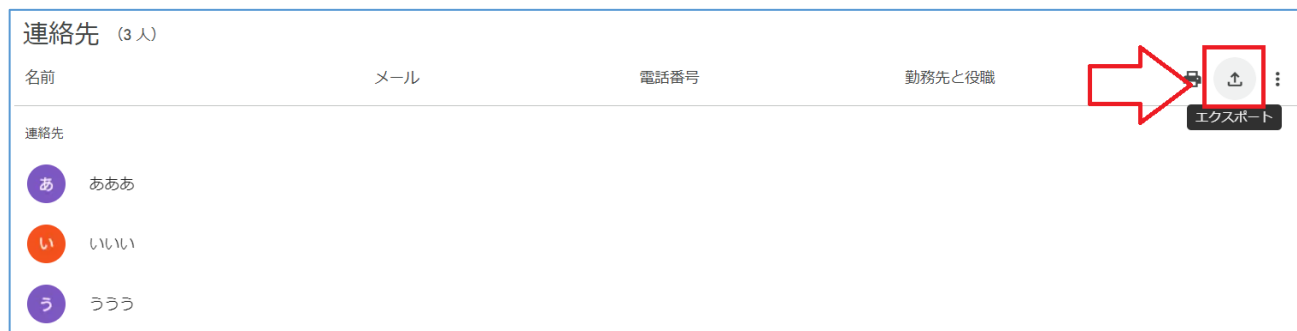 連絡先 (3 人)
名前 メール 電話番号 勤務先と役職
エクスポート
連絡先
あ あああ
い いいい
う ううう